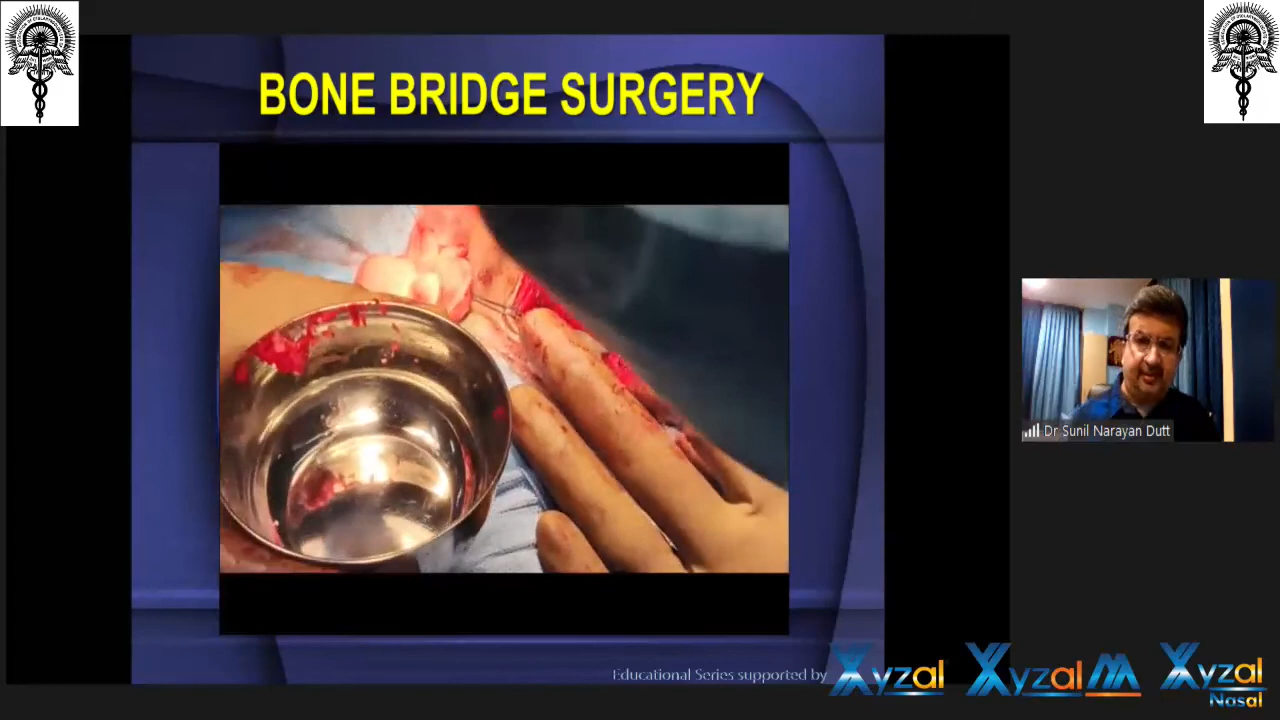 BONE BRIDGE SURGERY
Dr Sunil Narayan Dutt
Educational Series supported by
Xyzal
Xyzal M
Xyzal
Nasal